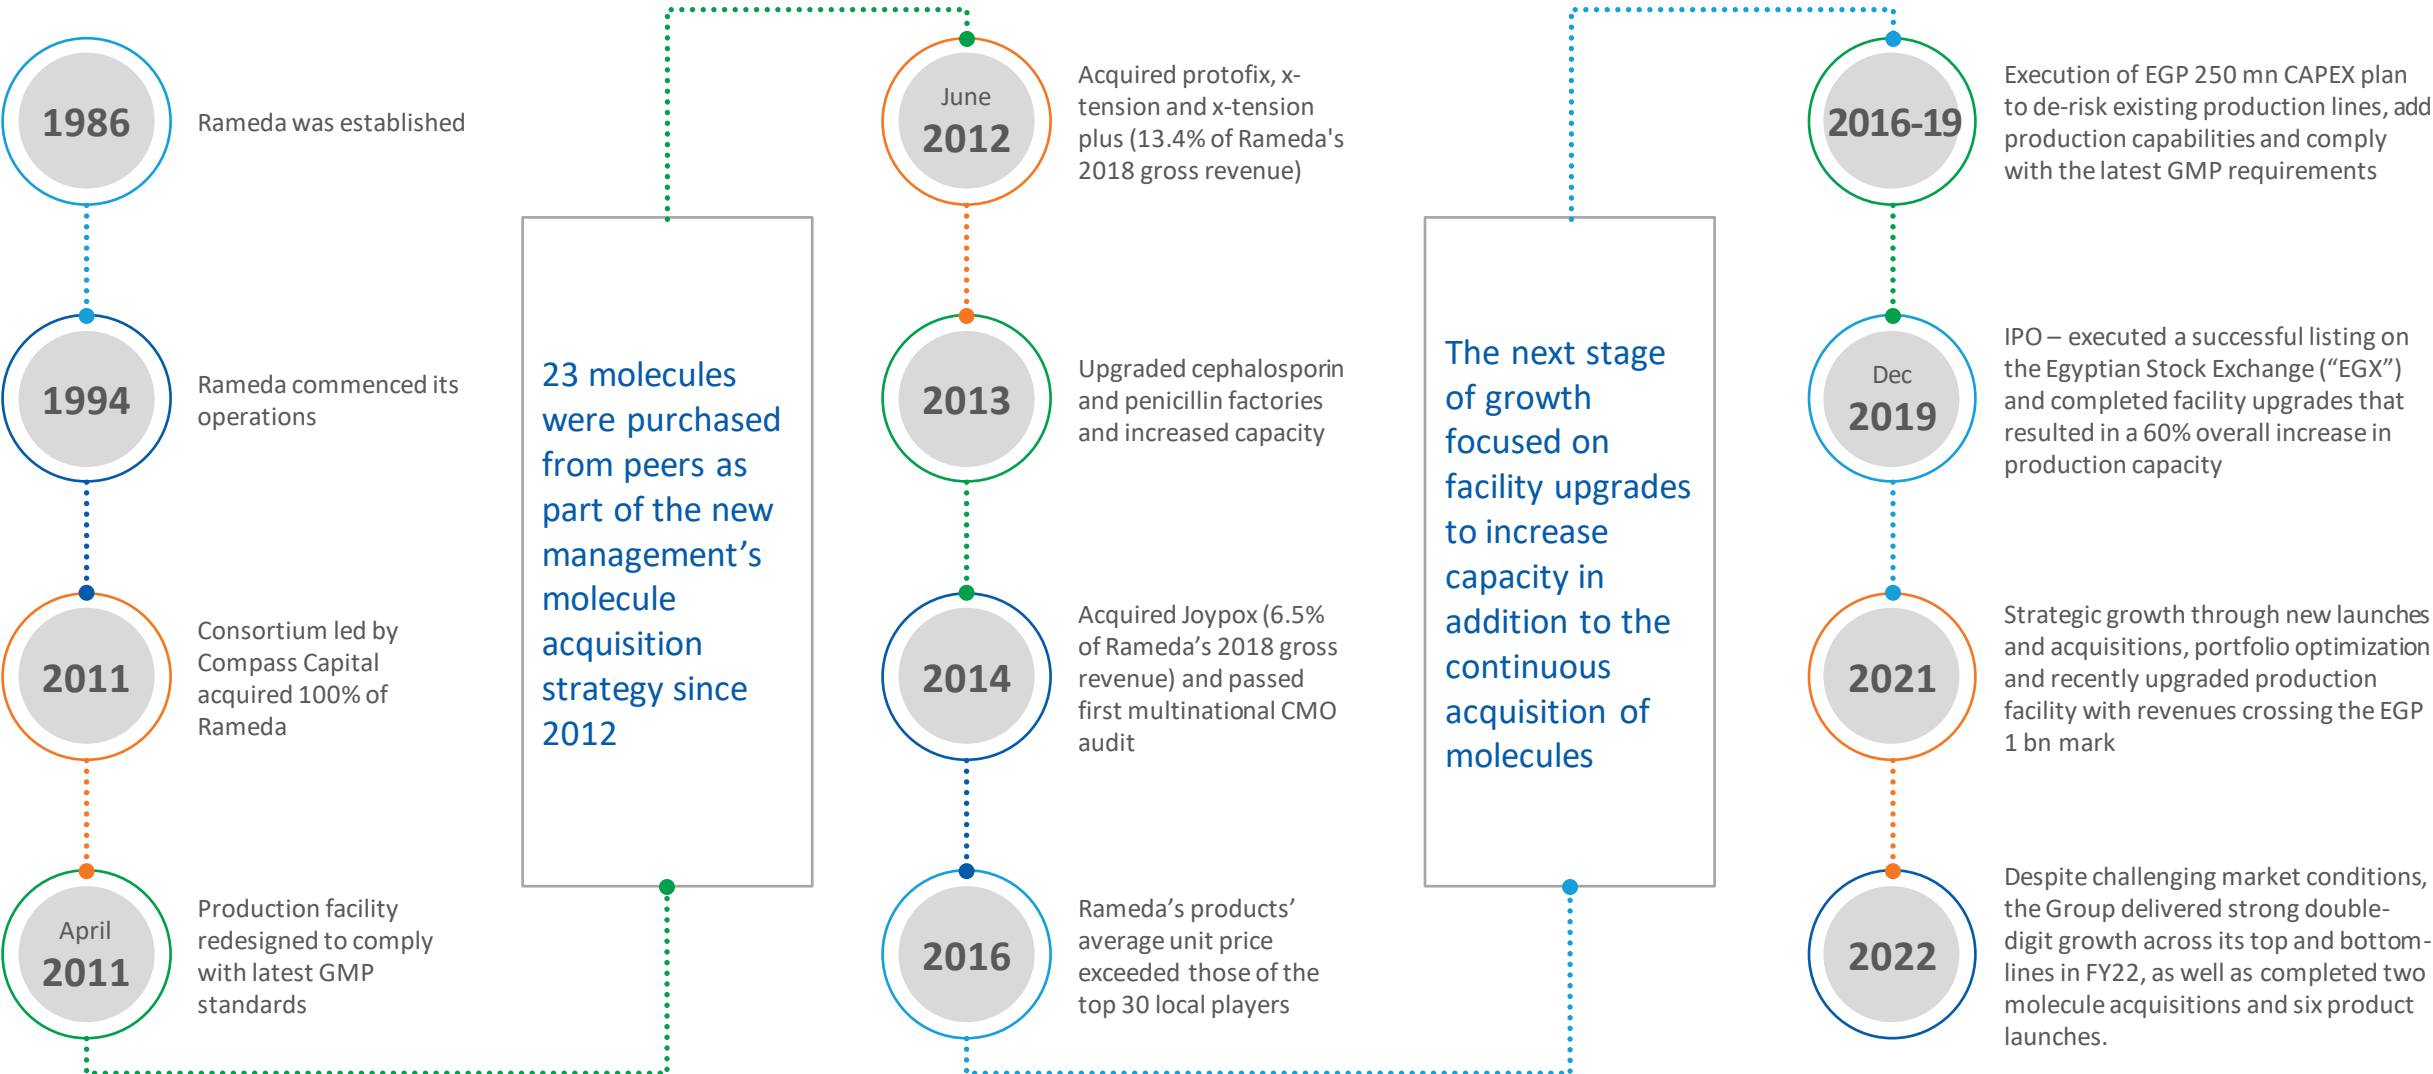 1986
Rameda was established
1994
Rameda commenced its
operations
2011
Consortium led by
Compass Capital
acquired 100% of
Rameda
April
2011
Production facility
redesigned to comply
with latest GMP
standards
23 molecules
were purchased
from peers as
part of the new
management’s
molecule
acquisition
strategy since
2012
June
2012
Acquired protofix, x-
tension and x-tension
plus (13.4% of Rameda's
2018 gross revenue)
2013
Upgraded cephalosporin
and penicillin factories
and increased capacity
2014
Acquired Joypox (6.5%
of Rameda’s 2018 gross
revenue) and passed
first multinational CMO
audit
2016
Rameda’s products’
average unit price
exceeded those of the
top 30 local players
The next stage
of growth
focused on
facility upgrades
to increase
capacity in
addition to the
continuous
acquisition of
molecules
2016-19
Execution of EGP 250 mn CAPEX plan
to de-risk existing production lines, add
production capabilities and comply
with the latest GMP requirements
Dec
2019
IPO – executed a successful listing on
the Egyptian Stock Exchange (“EGX”)
and completed facility upgrades that
resulted in a 60% overall increase in
production capacity
2021
Strategic growth through new launches
and acquisitions, portfolio optimization
and recently upgraded production
facility with revenues crossing the EGP
1 bn mark
2022
Despite challenging market conditions,
the Group delivered strong double-
digit growth across its top and bottom-
lines in FY22, as well as completed two
molecule acquisitions and six product
launches.